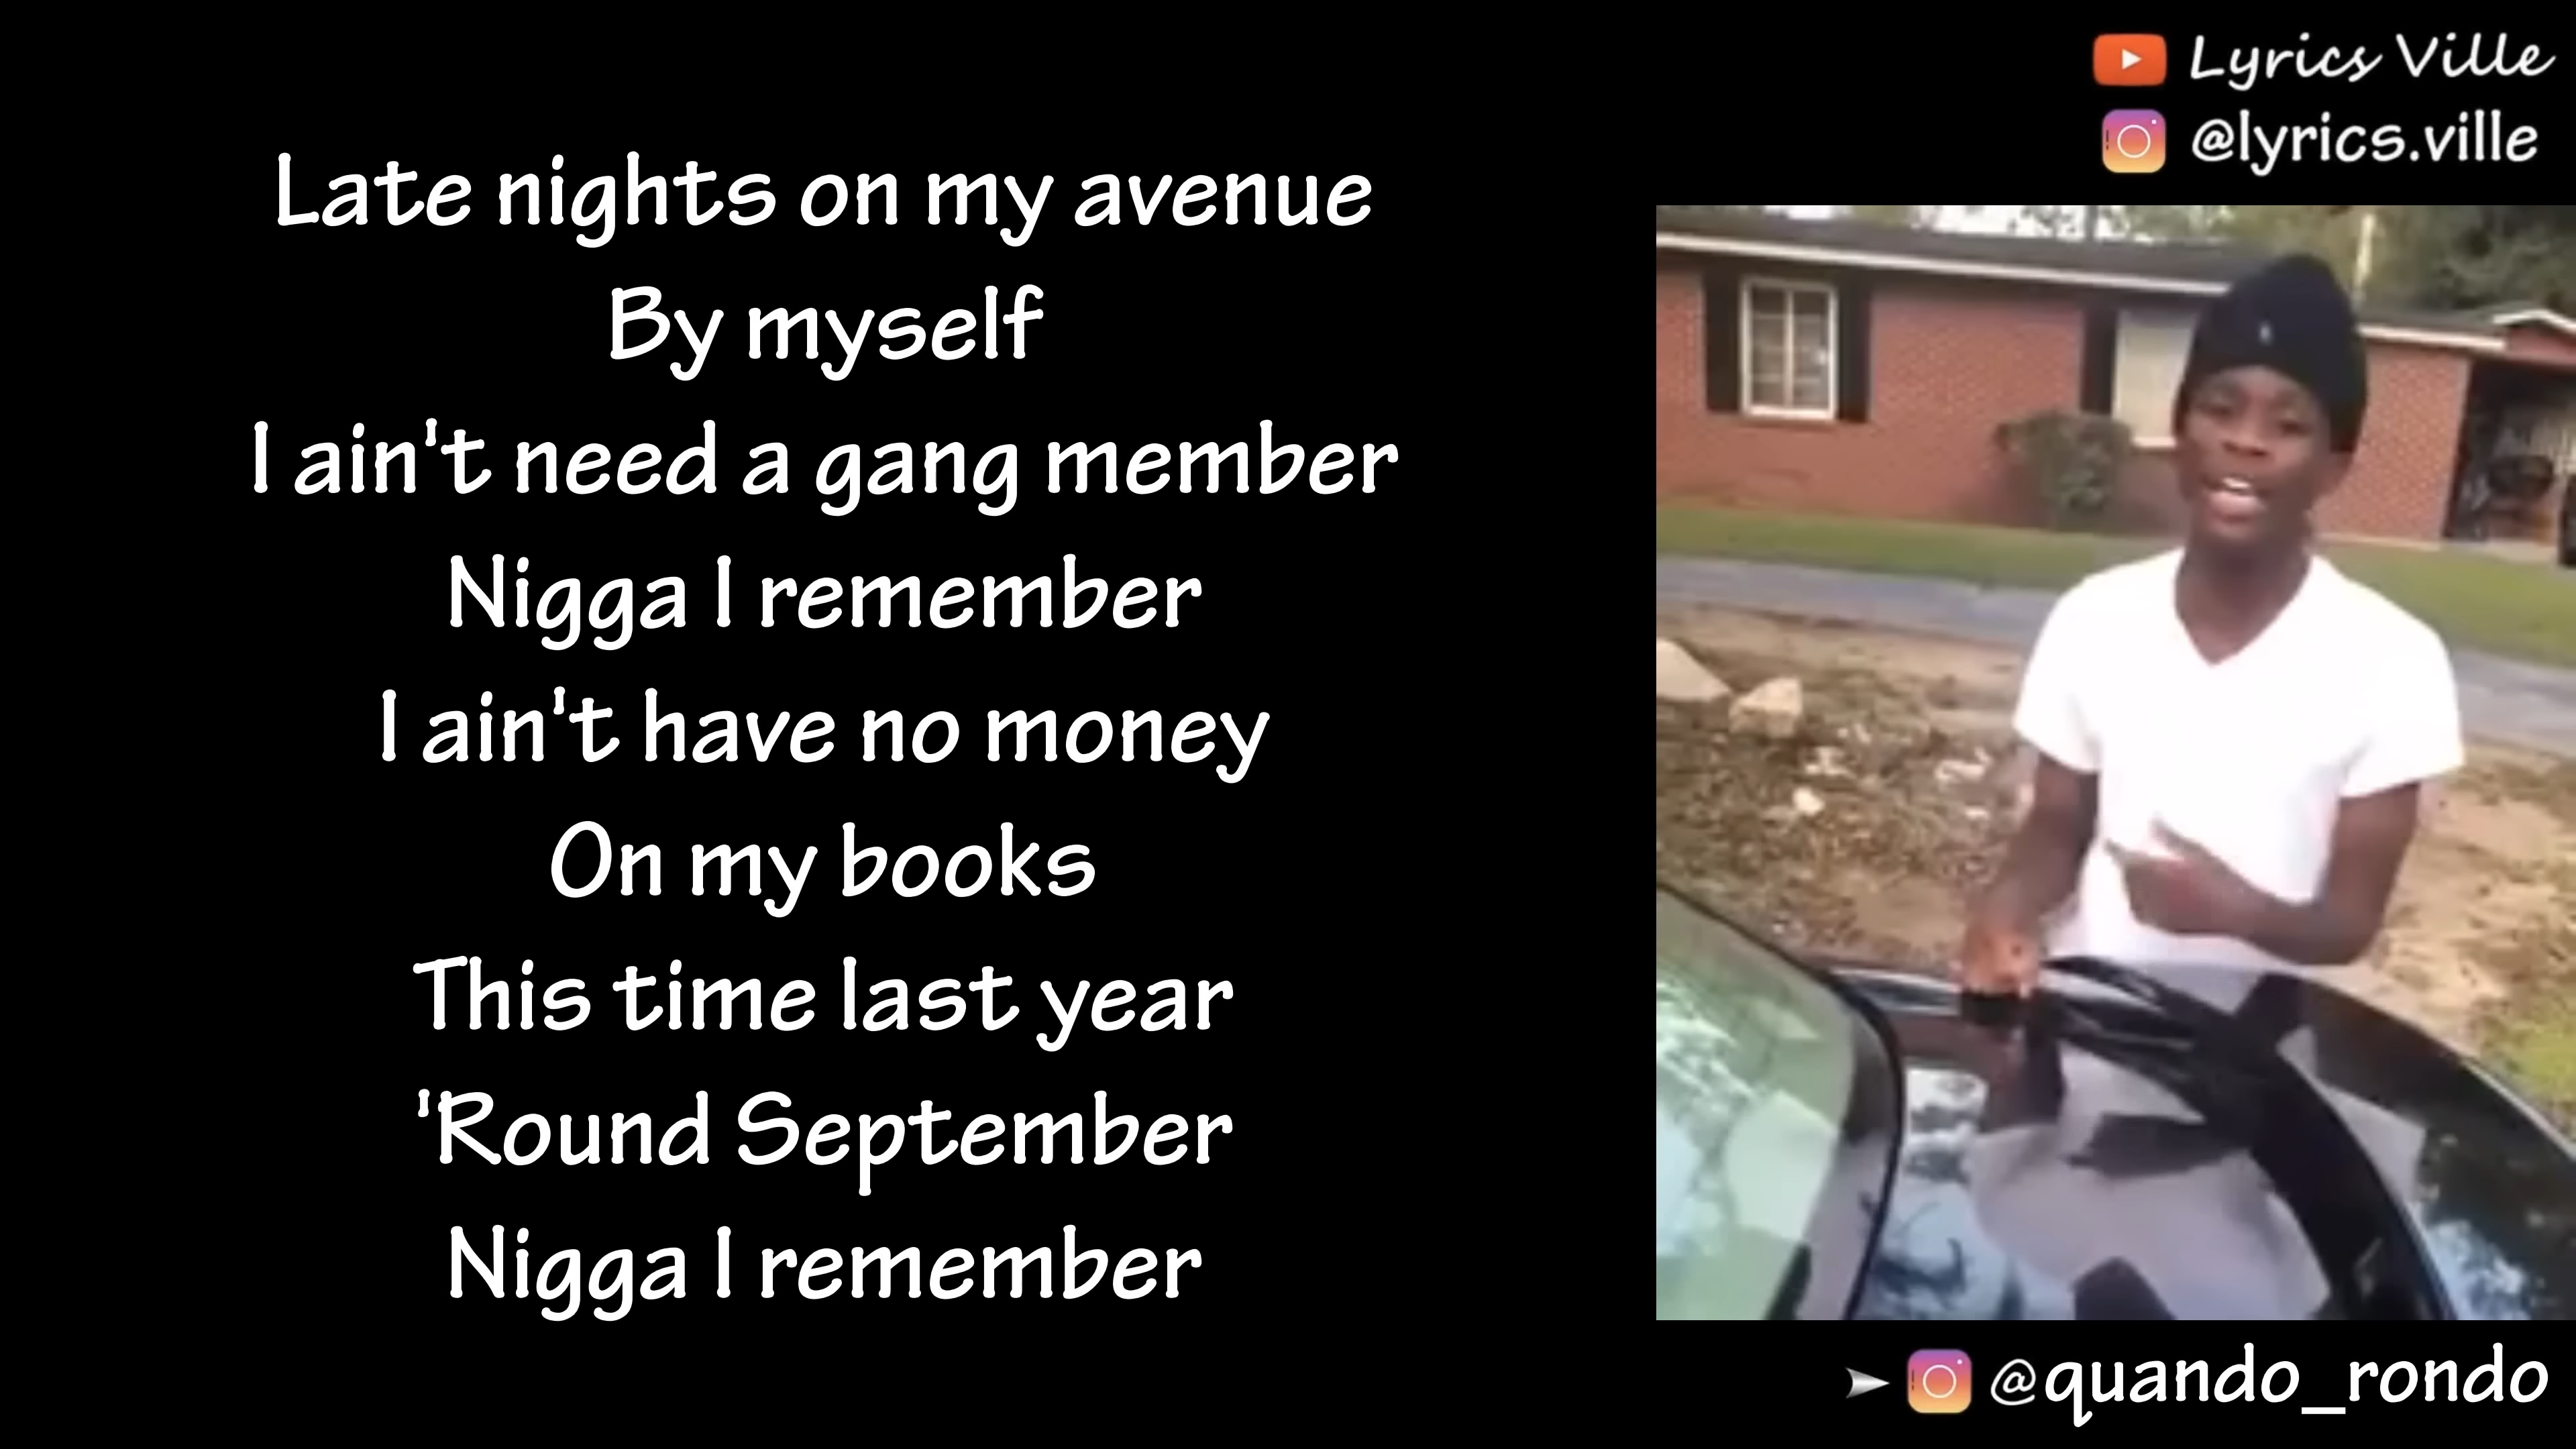 Lyrics Ville
@lyrics.ville
Late nights on my avenue
By myself
I ain't need a gang member
Nigga I remember
I ain't have no money
On my books
This time last year
'Round September
Nigga I remember
@quando_rondo